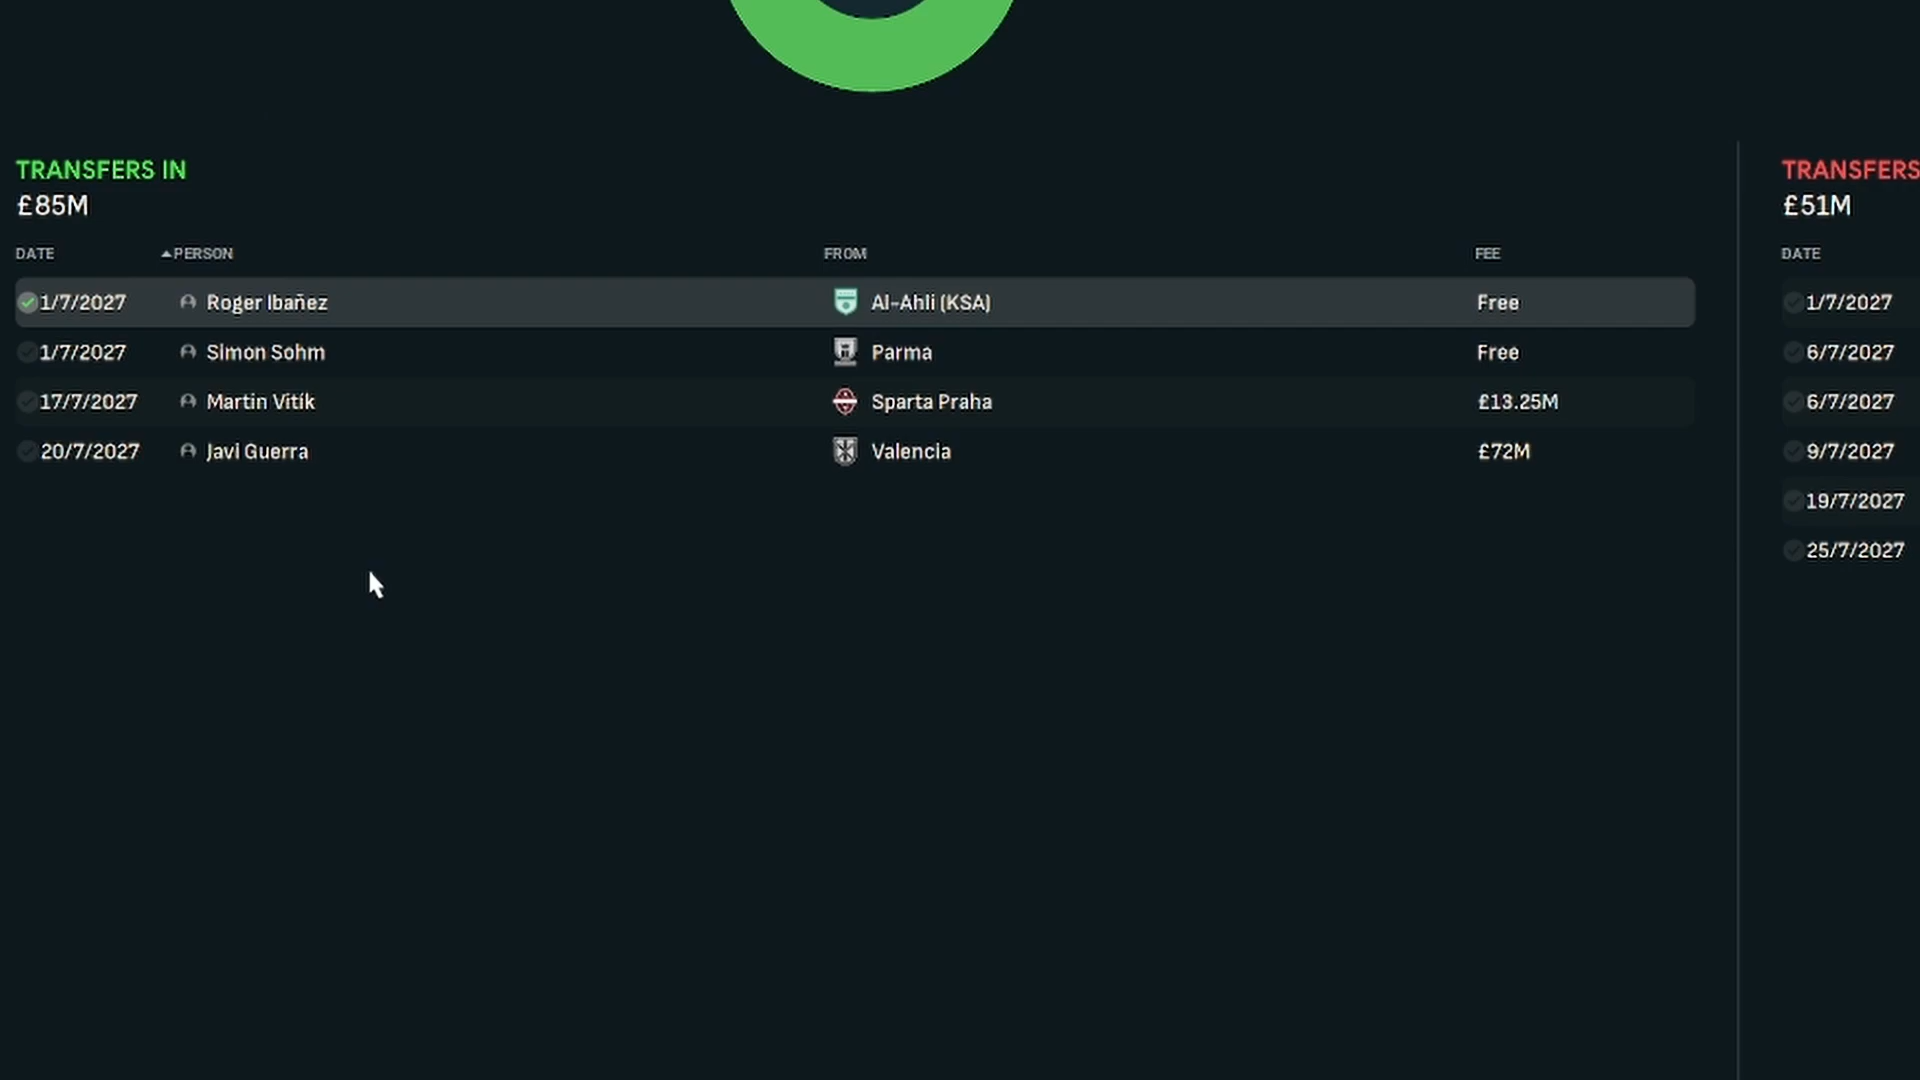 TRANSFERS IN
£85M
DATE PERSON FROM FEE
1/7/2027 Roger Ibañez Al-Ahli (KSA) Free
1/7/2027 Simon Sohm Parma Free
17/7/2027 Martin Vitík Sparta Praha £13.25M
20/7/2027 Javi Guerra Valencia £72M
TRANSFERS
£51M
DATE
1/7/2027
6/7/2027
6/7/2027
9/7/2027
19/7/2027
25/7/2027